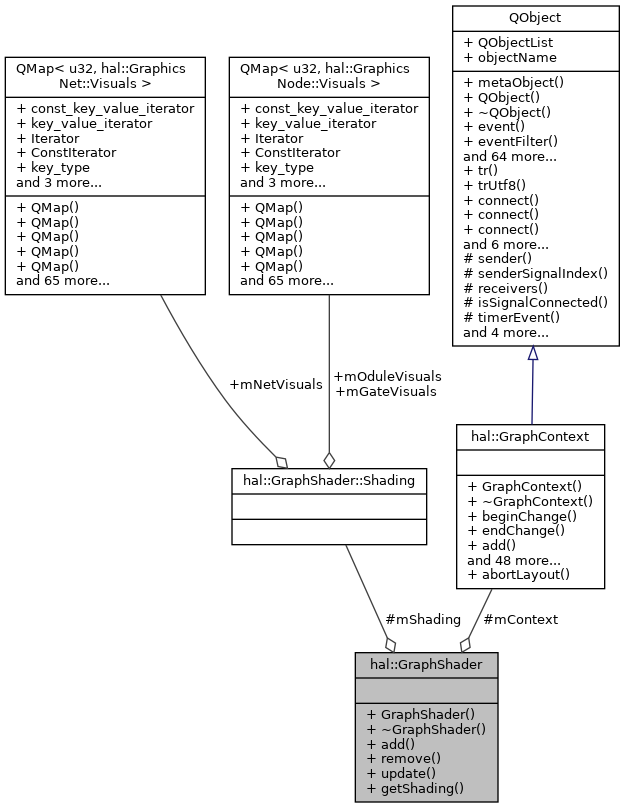 QObject
+ QObjectList
+ objectName
+ metaObject()
+ QObject()
+ ~QObject()
+ event()
+ eventFilter()
and 64 more...
+ tr()
+ trUtf8()
+ connect()
+ connect()
+ connect()
and 6 more...
# sender()
# senderSignalIndex()
# receivers()
# isSignalConnected()
# timerEvent()
and 4 more...
QMap< u32, hal::Graphics
Net::Visuals >
+ const_key_value_iterator
+ key_value_iterator
+ Iterator
+ ConstIterator
+ key_type
and 3 more...
+ QMap()
+ QMap()
+ QMap()
+ QMap()
+ QMap()
and 65 more...
QMap< u32, hal::Graphics
Node::Visuals >
+ const_key_value_iterator
+ key_value_iterator
+ Iterator
+ ConstIterator
+ key_type
and 3 more...
+ QMap()
+ QMap()
+ QMap()
+ QMap()
+ QMap()
and 65 more...
+mNetVisuals
+mOduleVisuals
+mGateVisuals
hal::GraphShader::Shading
hal::GraphContext
+ GraphContext()
+ ~GraphContext()
+ beginChange()
+ endChange()
+ add()
and 48 more...
+ abortLayout()
#mShading
#mContext
hal::GraphShader
+ GraphShader()
+ ~GraphShader()
+ add()
+ remove()
+ update()
+ getShading()